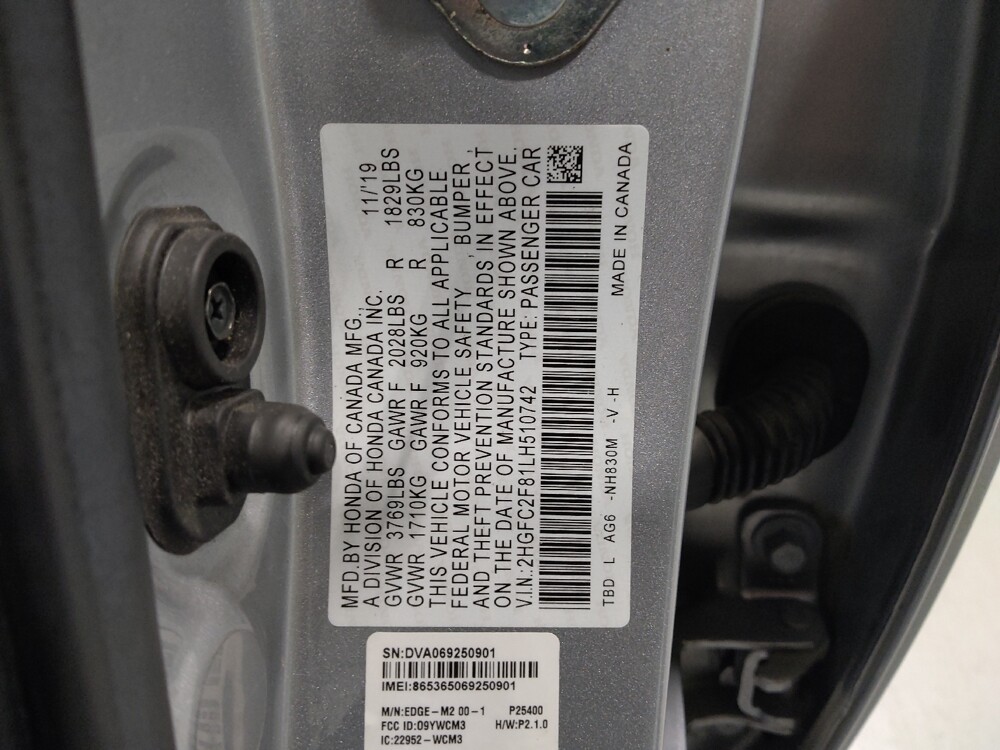 MFD.BY HONDA OF CANADA MFG., 11/'19
A DIVISION OF HONDA CANADA INC.
GVWR 3769LBS GAWR F 2028LBS R 1829LBS
GVWR 1710KG GAWR F 920KG R 830KG
THIS VEHICLE CONFORMS TO ALL APPLICABLE
FEDERAL MOTOR VEHICLE SAFETY , BUMPER ,
AND THEFT PREVENTION STANDARDS IN EFFECT
ON THE DATE OF MANUFACTURE SHOWN ABOVE.
V.I.N.:2HGFC2F81LH510742 TYPE: PASSENGER CAR
TBD L AG6 -NH830M -V -H MADE IN CANADA
SN:DVA069250901
IMEI:865365069250901
M/N:EDGE-M2 00-1 P25400
FCC ID:O9YWCM3 H/W:P2.1.0
IC:22952-WCM3